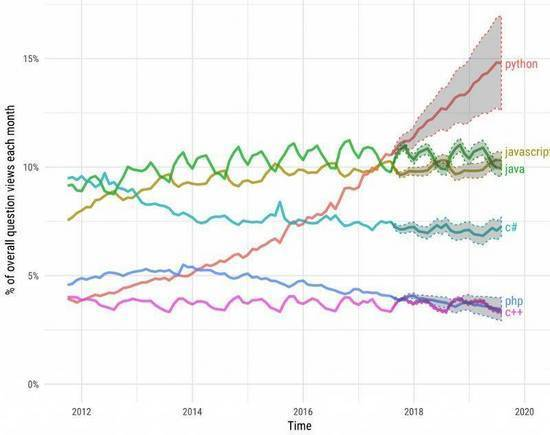 % of overall question views each month
15%
10%
5%
0%
python
javascript
java
c#
php
c++
2012
2014
2016
2018
2020
Time